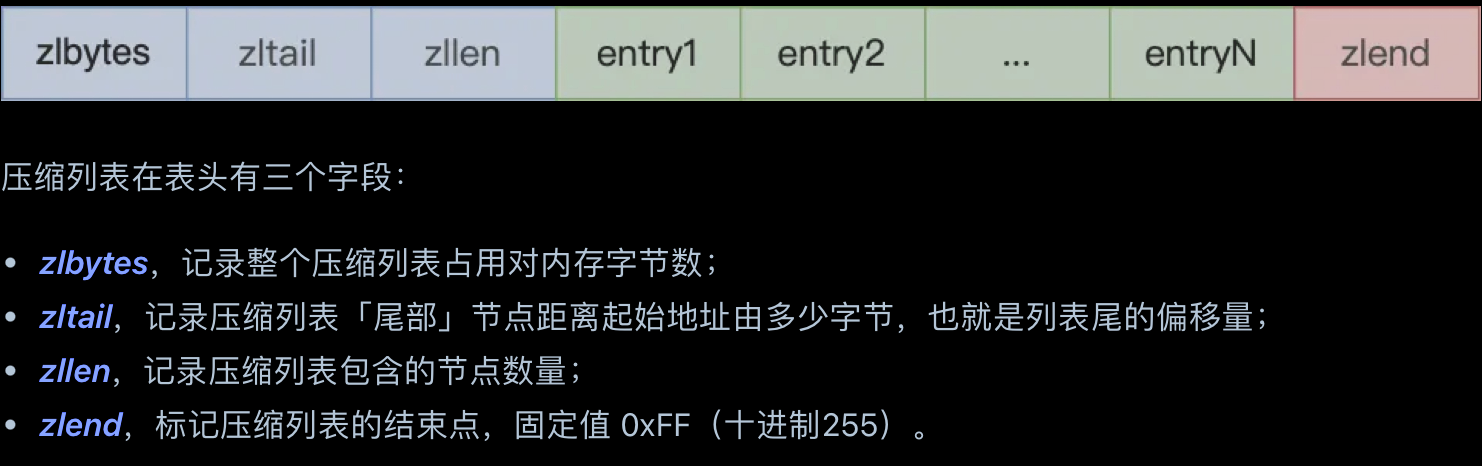 zlbytes zltail zllen entry1 entry2 ... entryN zlend
压缩列表在表头有三个字段：
• zlbytes，记录整个压缩列表占用对内存字节数；
• zltail，记录压缩列表「尾部」节点距离起始地址由多少字节，也就是列表尾的偏移量；
• zllen，记录压缩列表包含的节点数量；
• zlend，标记压缩列表的结束点，固定值 0xFF（十进制255）。